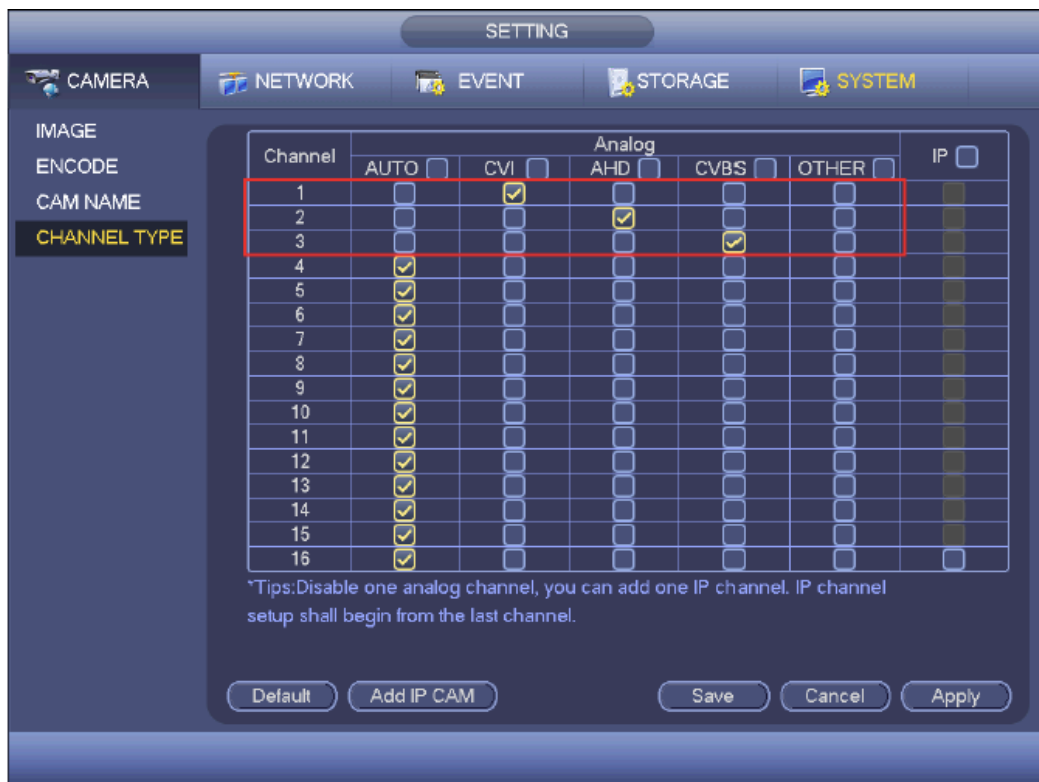 SETTING
CAMERA NETWORK EVENT STORAGE SYSTEM
IMAGE
ENCODE
CAM NAME
CHANNEL TYPE
Channel Analog IP
AUTO CVI AHD CVBS OTHER
1
2
3
4
5
6
7
8
9
10
11
12
13
14
15
16
*Tips:Disable one analog channel, you can add one IP channel. IP channel
setup shall begin from the last channel.
Default Add IP CAM Save Cancel Apply